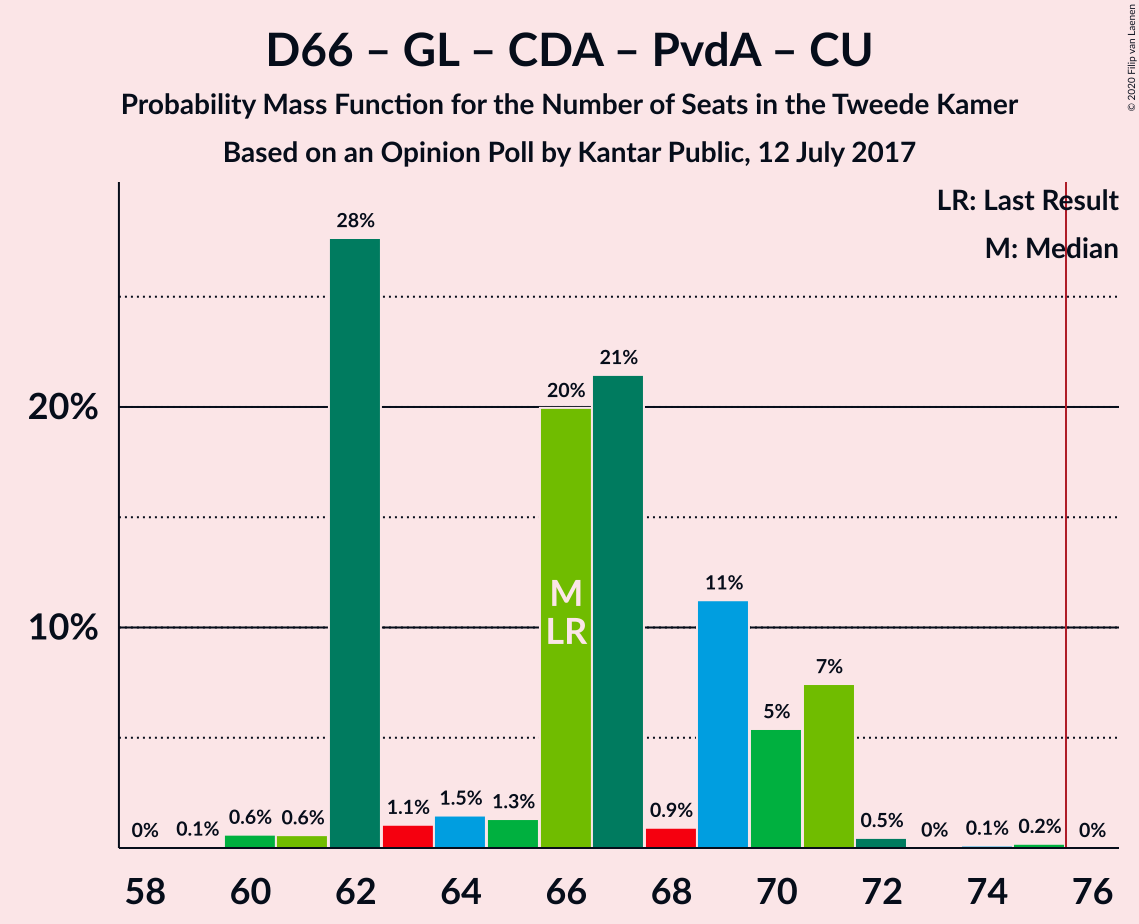 D66 – GL – CDA – PvdA – CU
Probability Mass Function for the Number of Seats in the Tweede Kamer
Based on an Opinion Poll by Kantar Public, 12 July 2017
© 2020 Filip van Laenen
LR: Last Result
M: Median
20%
10%
0%
0.1%
0.6%
0.6%
28%
1.1%
1.5%
1.3%
20%
21%
0.9%
11%
5%
7%
0.5%
0%
0.1%
0.2%
0%
M
LR
58 60 62 64 66 68 70 72 74 76